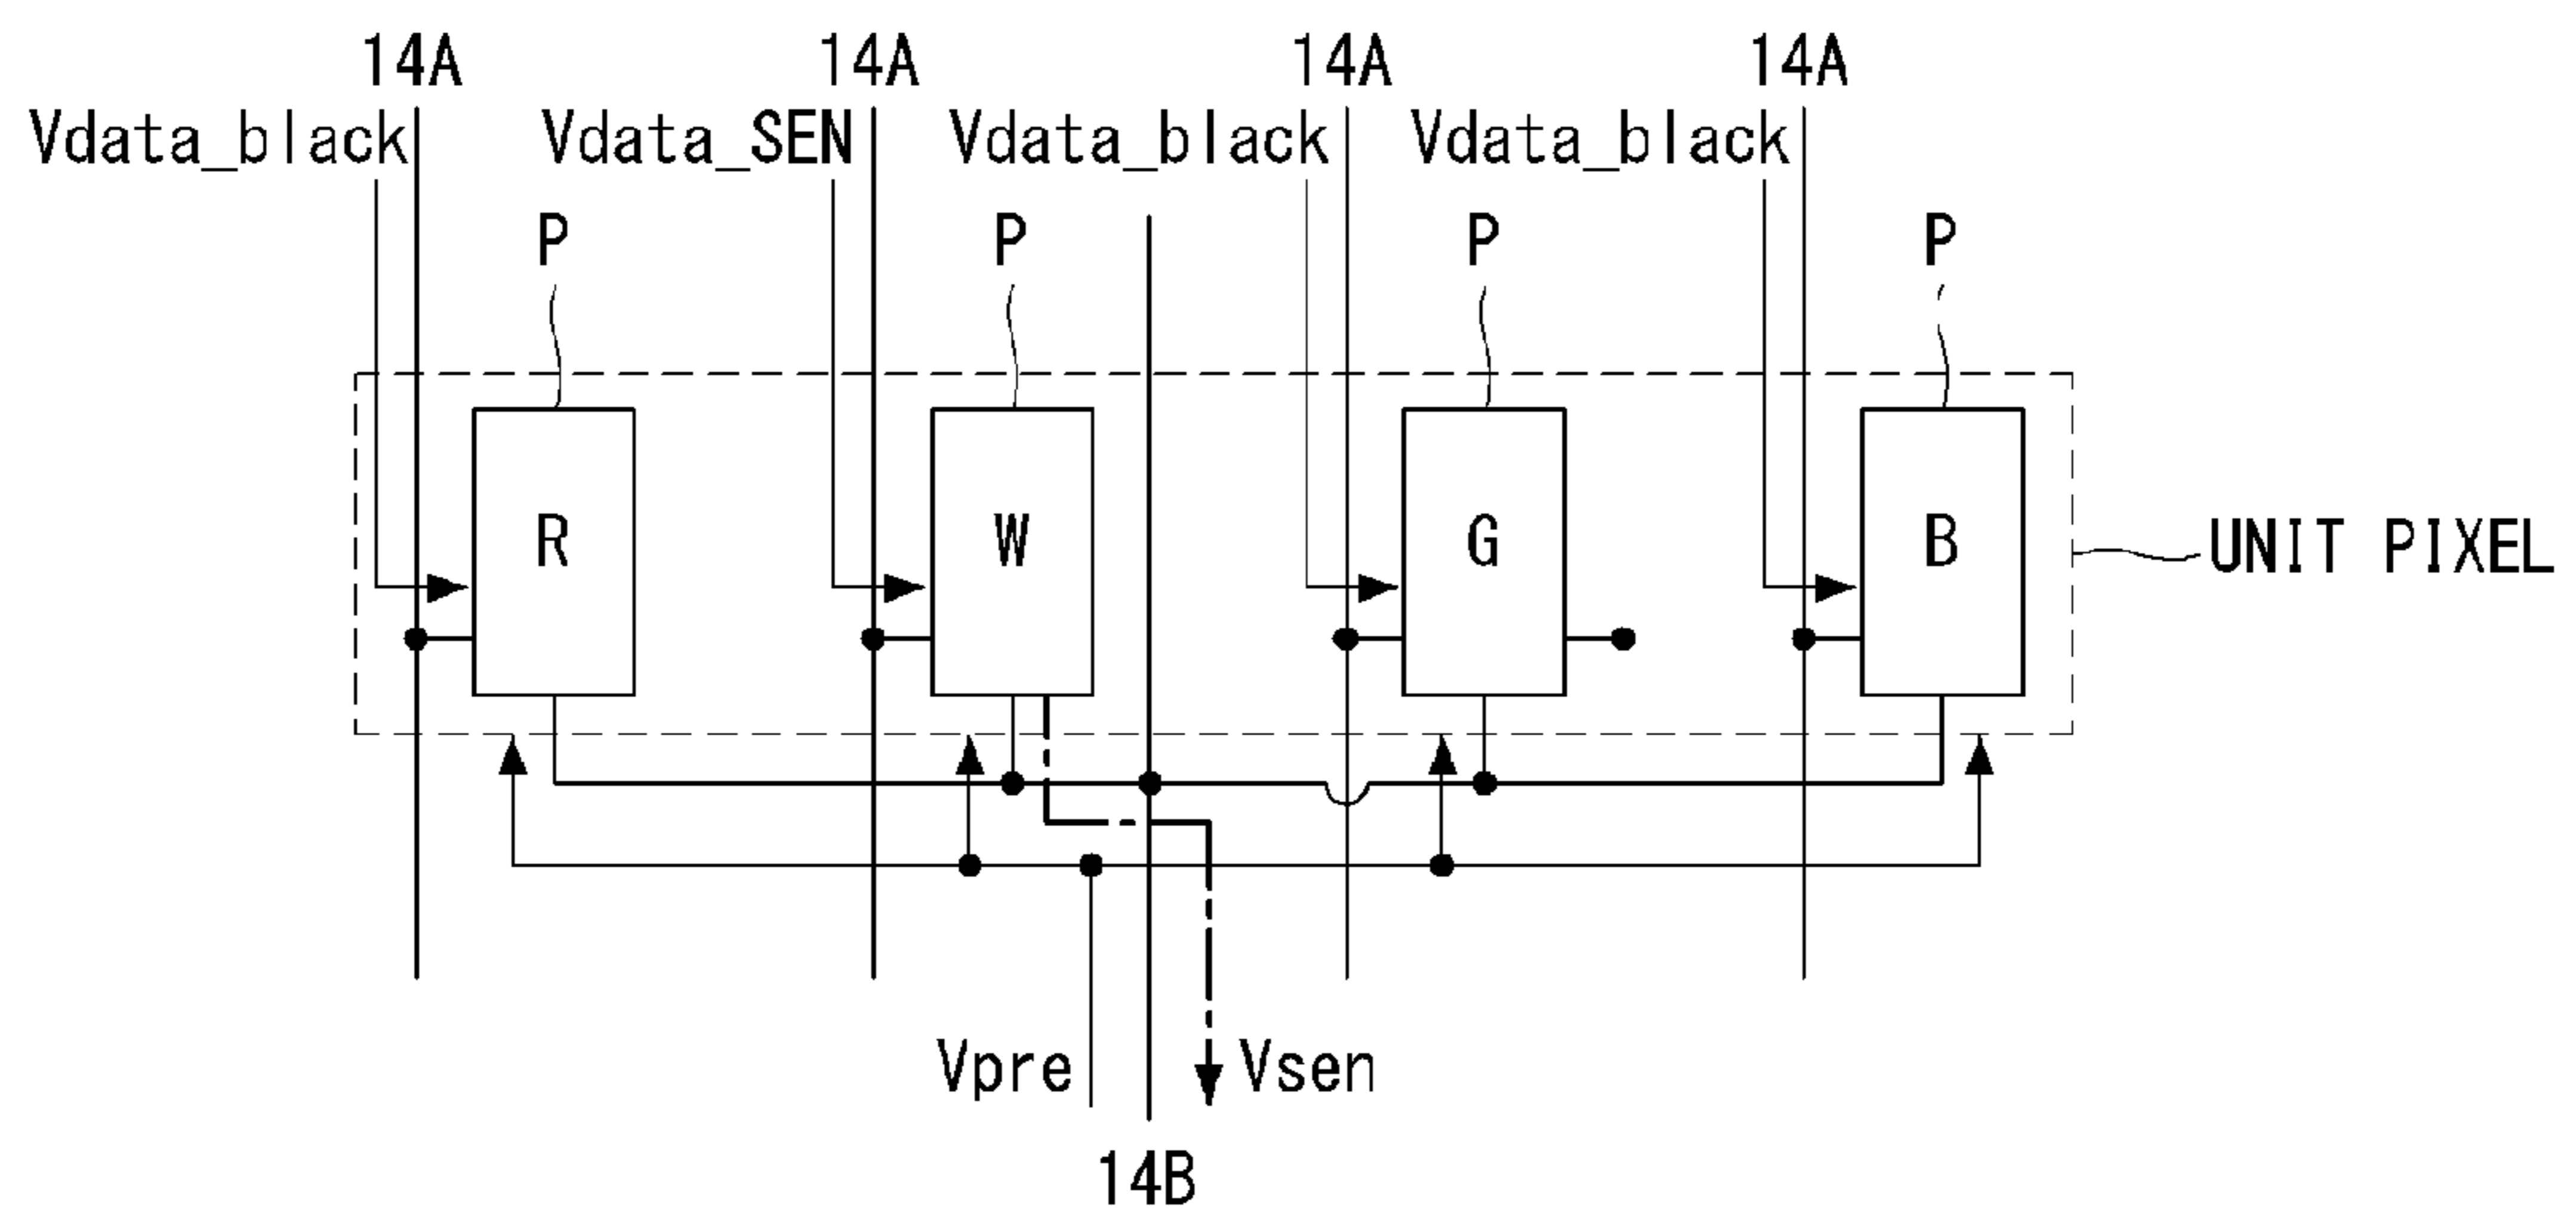 14A 14A 14A 14A
Vdata_black Vdata_SEN Vdata_black Vdata_black
P P P P
R W G B
UNIT PIXEL
Vpre Vsen
14B